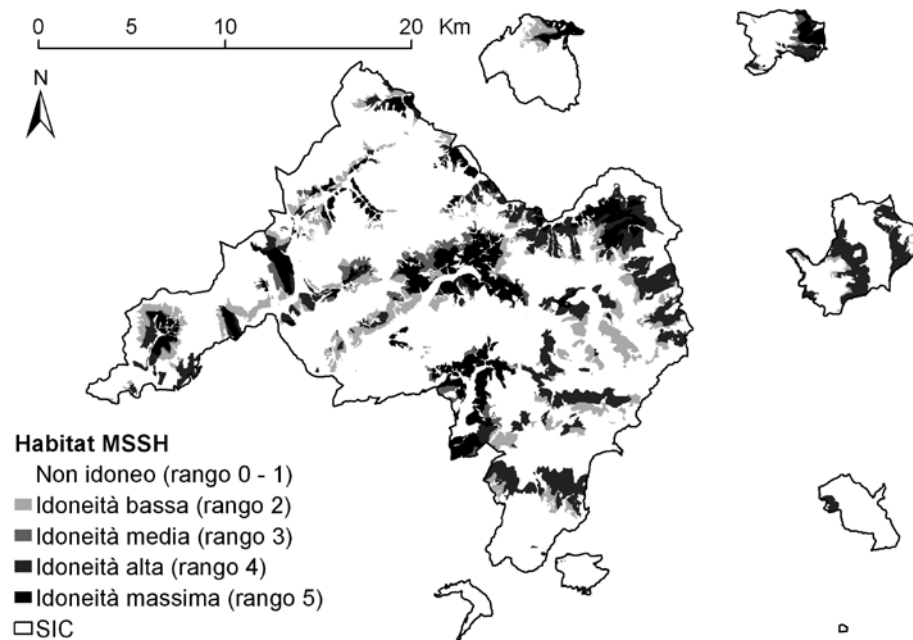 0 5 10 20 Km
N
Habitat MSSH
Non idoneo (rango 0 - 1)
Idoneità bassa (rango 2)
Idoneità media (rango 3)
Idoneità alta (rango 4)
Idoneità massima (rango 5)
SIC